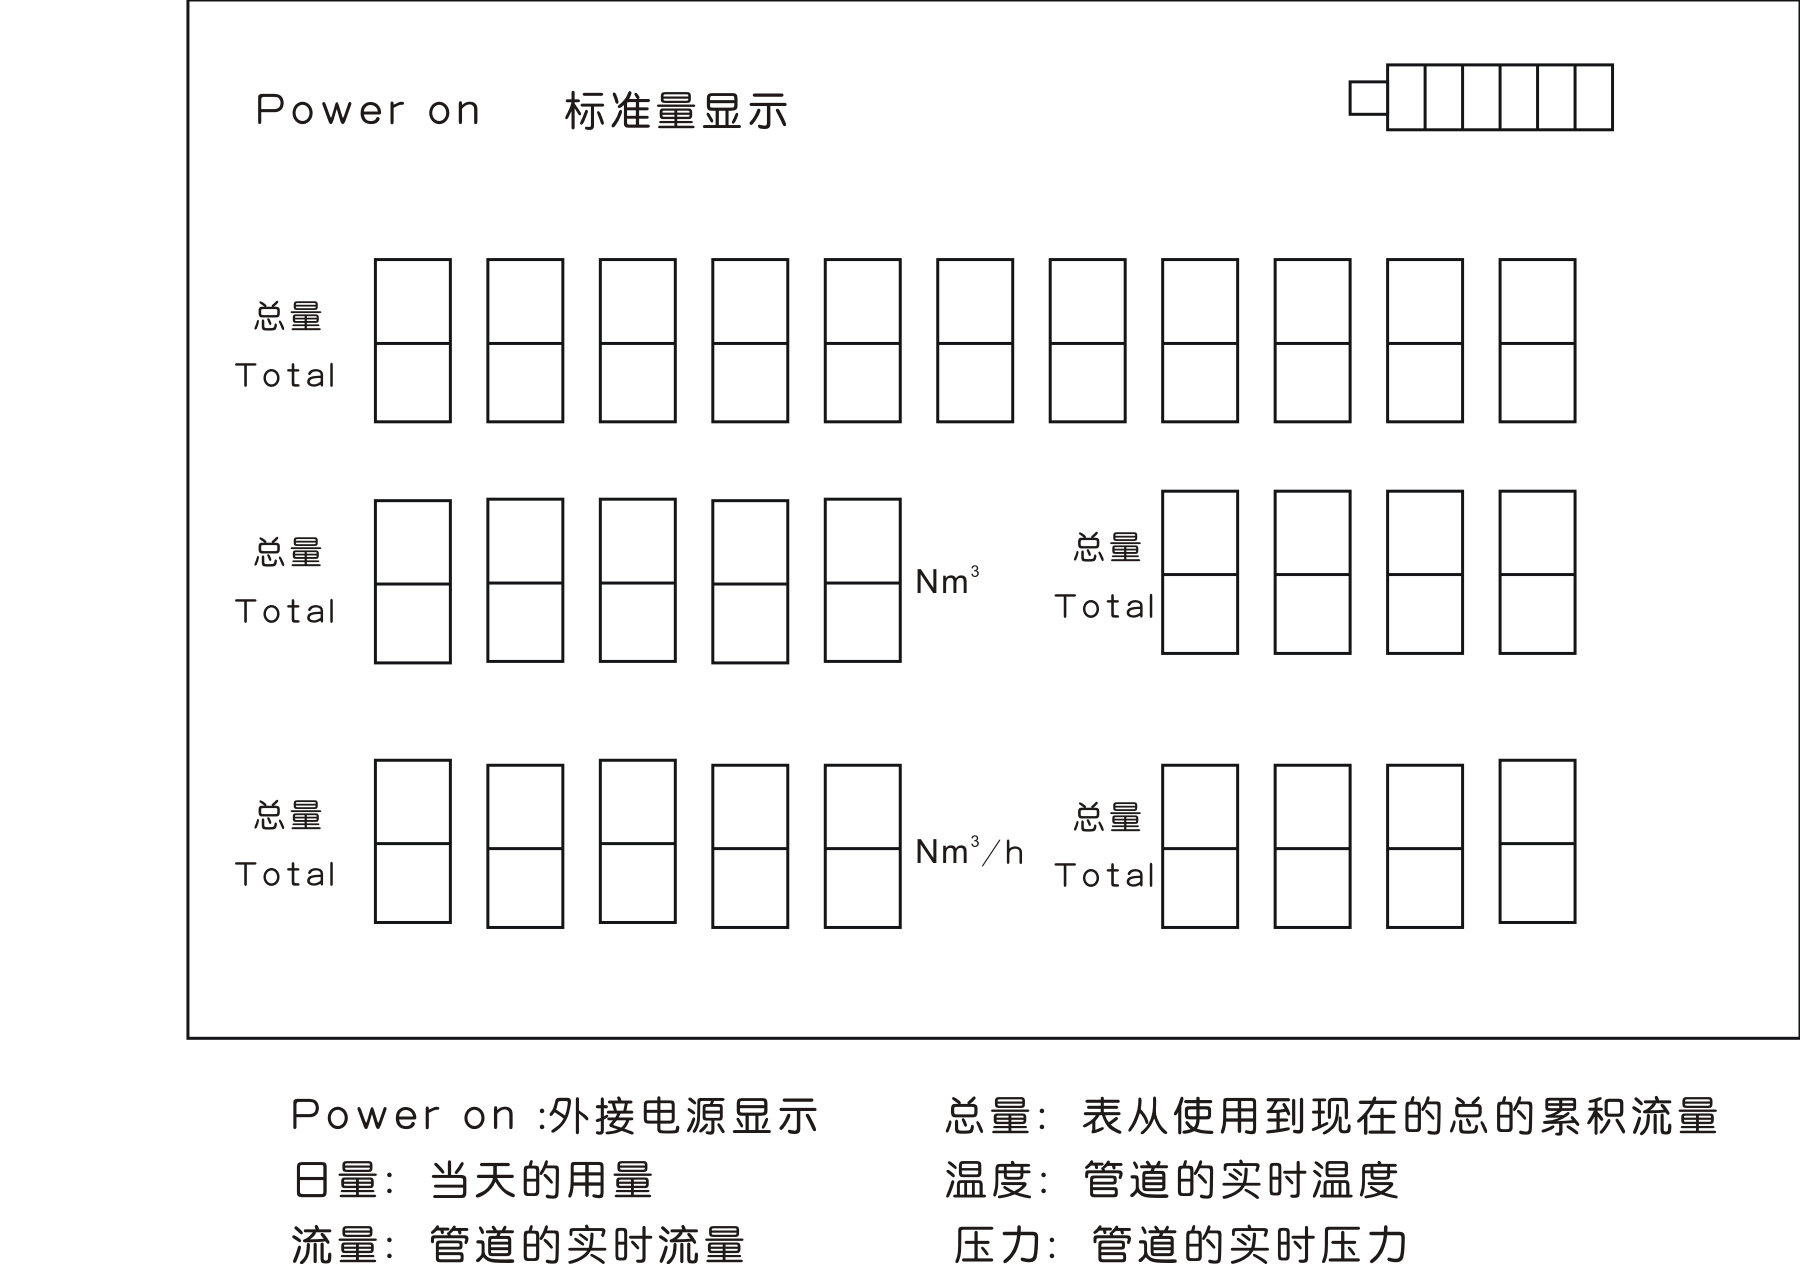 Power on 标准量显示
总量
Total
总量
Total
Nm³
总量
Total
总量
Total
Nm³/h
总量
Total
Power on :外接电源显示
总量: 表从使用到现在的总的累积流量
日量: 当天的用量
温度: 管道的实时温度
流量: 管道的实时流量
压力: 管道的实时压力